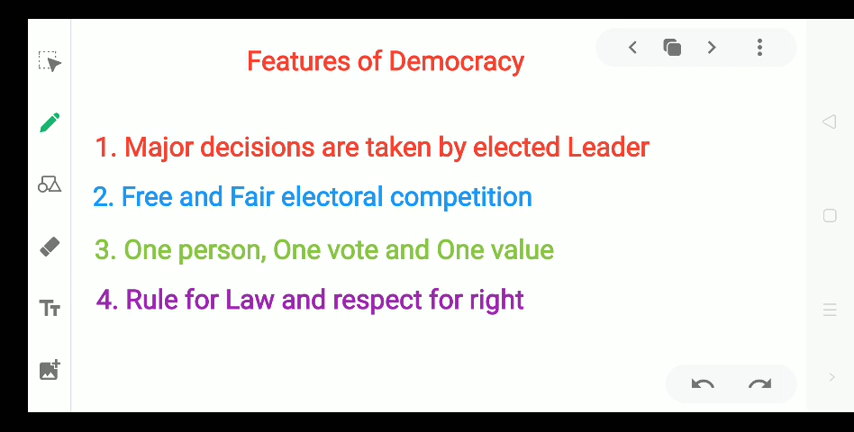 Features of Democracy
1. Major decisions are taken by elected Leader
2. Free and Fair electoral competition
3. One person, One vote and One value
4. Rule for Law and respect for right